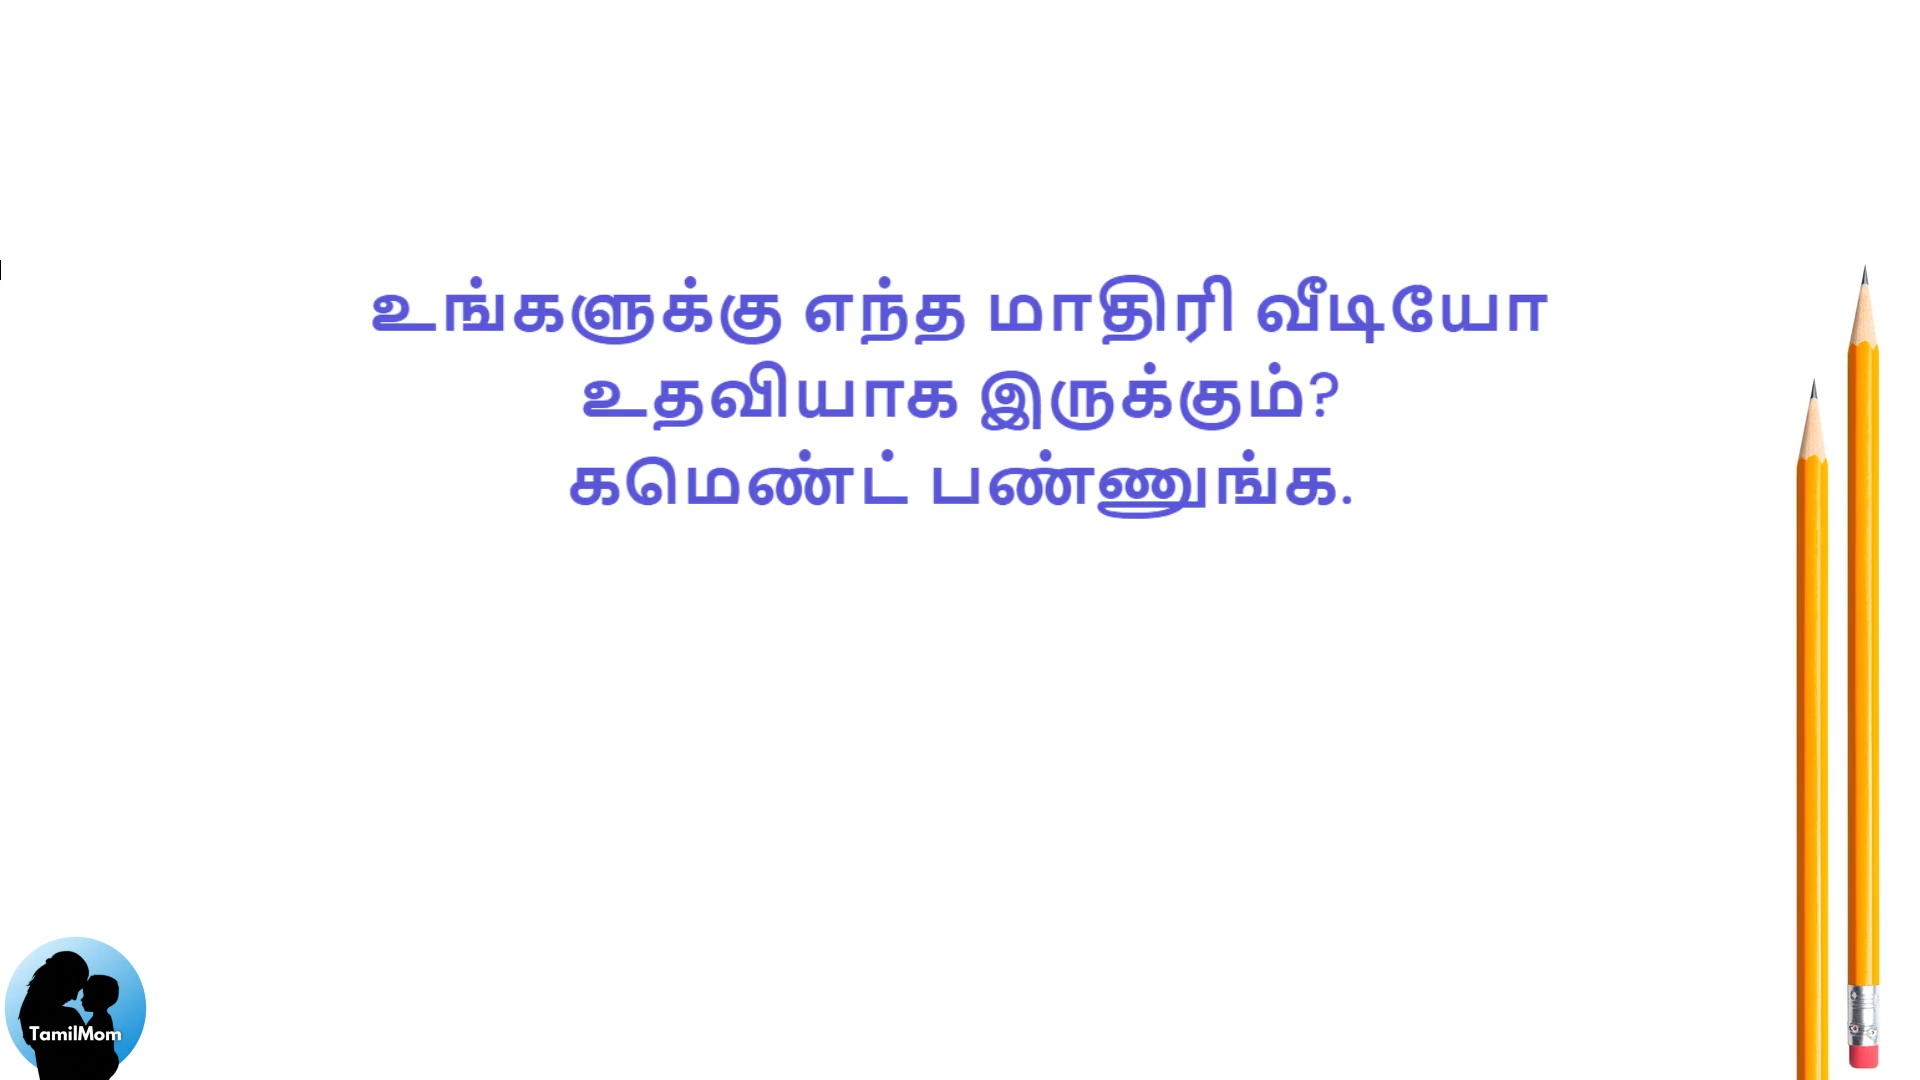 உங்களுக்கு எந்த மாதிரி வீடியோ
உதவியாக இருக்கும்?
கமெண்ட் பண்ணுங்க.
TamilMom